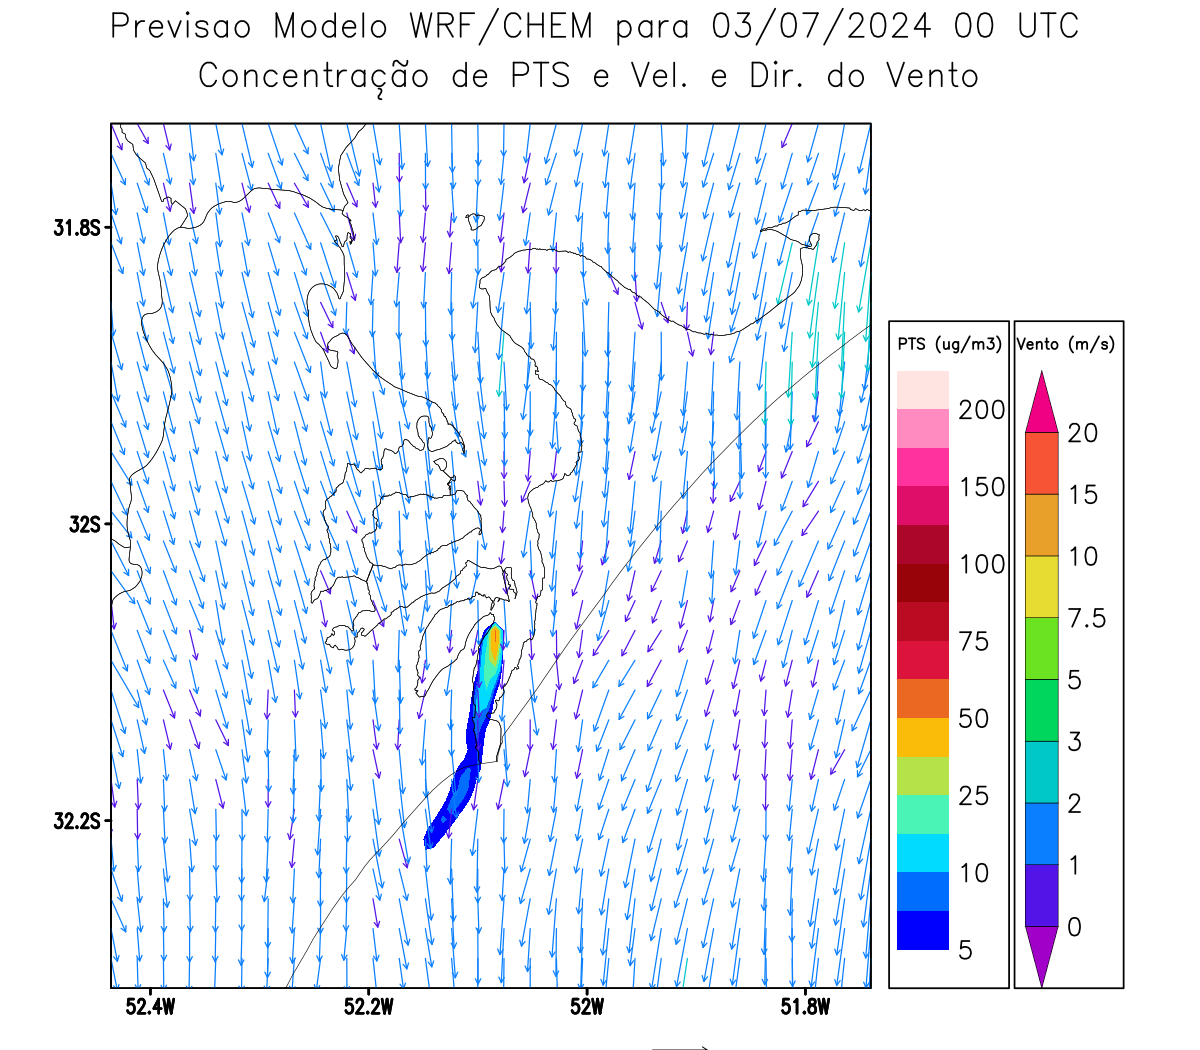 Previsao Modelo WRF/CHEM para 03/07/2024 00 UTC
Concentração de PTS e Vel. e Dir. do Vento
31.8S
32S
32.2S
52.4W 52.2W 52W 51.8W
PTS (ug/m3)
200
150
100
75
50
25
10
5
Vento (m/s)
20
15
10
7.5
5
3
2
1
0